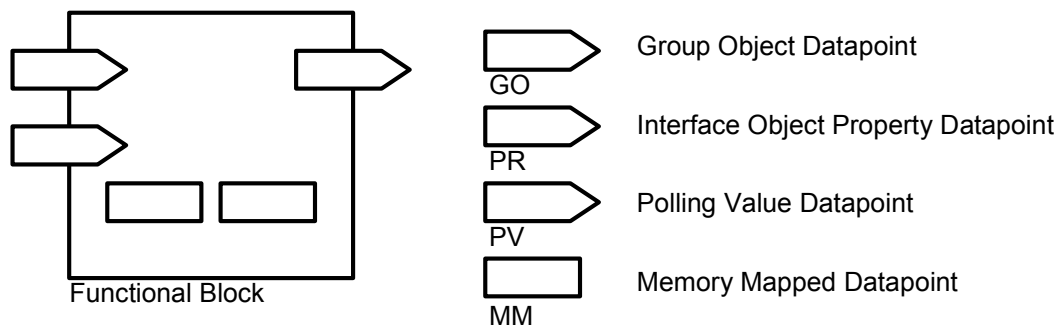 Functional Block
Group Object Datapoint
GO
Interface Object Property Datapoint
PR
Polling Value Datapoint
PV
Memory Mapped Datapoint
MM